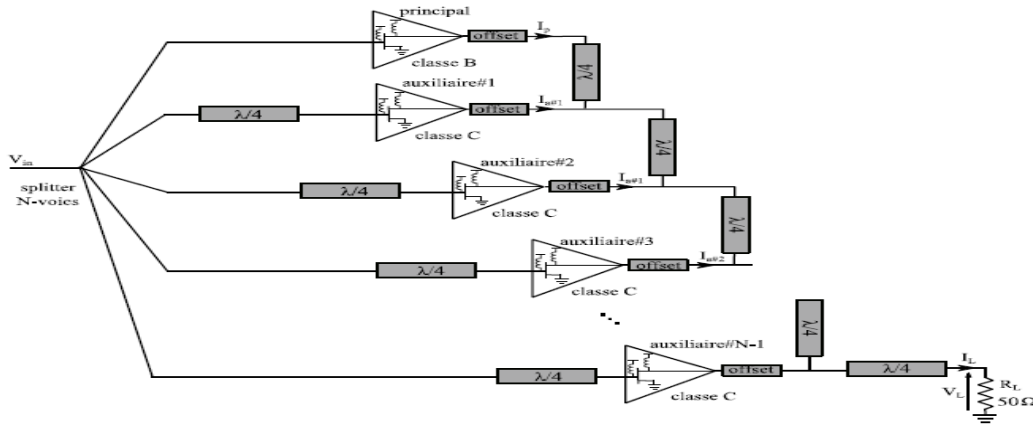 principal
offset
I_p
classe B
λ/4
auxiliaire#1
λ/4
offset
I_a#1
classe C
λ/4
V_in
splitter
N-voies
auxiliaire#2
λ/4
offset
I_a#1
classe C
λ/4
auxiliaire#3
λ/4
offset
I_a#2
classe C
auxiliaire#N-1
λ/4
λ/4
offset
classe C
λ/4
I_L
V_L
R_L
50Ω